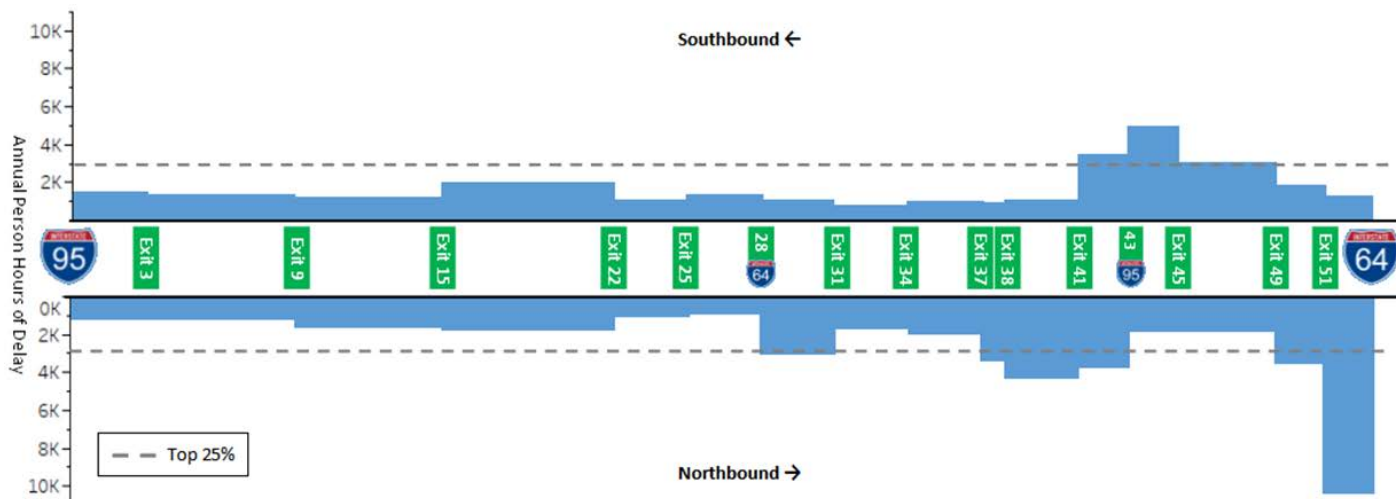 10K
Southbound ←
8K
6K
4K
2K
Annual Person Hours of Delay
INTERSTATE
95
Exit 3
Exit 9
Exit 15
Exit 22
Exit 25
28
64
Exit 31
Exit 34
Exit 37
Exit 38
Exit 41
43
95
Exit 45
Exit 49
Exit 51
INTERSTATE
64
0K
2K
4K
6K
8K
10K
Top 25%
Northbound →